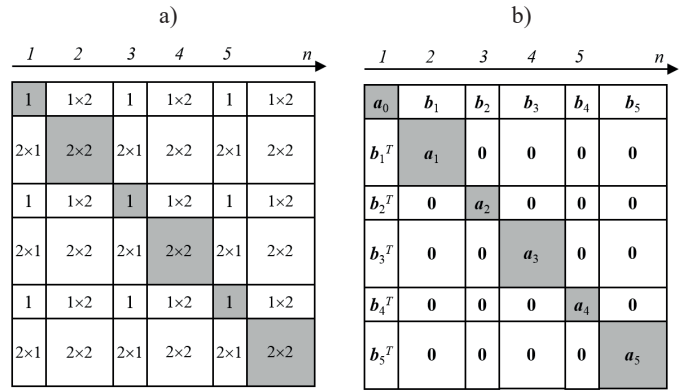 a)
1 2 3 4 5 n
1 1×2 1 1×2 1 1×2
2×1 2×2 2×1 2×2 2×1 2×2
1 1×2 1 1×2 1 1×2
2×1 2×2 2×1 2×2 2×1 2×2
1 1×2 1 1×2 1 1×2
2×1 2×2 2×1 2×2 2×1 2×2
b)
1 2 3 4 5 n
a₀ b₁ b₂ b₃ b₄ b₅
b₁ᵀ a₁ 0 0 0 0
b₂ᵀ 0 a₂ 0 0 0
b₃ᵀ 0 0 a₃ 0 0
b₄ᵀ 0 0 0 a₄ 0
b₅ᵀ 0 0 0 0 a₅